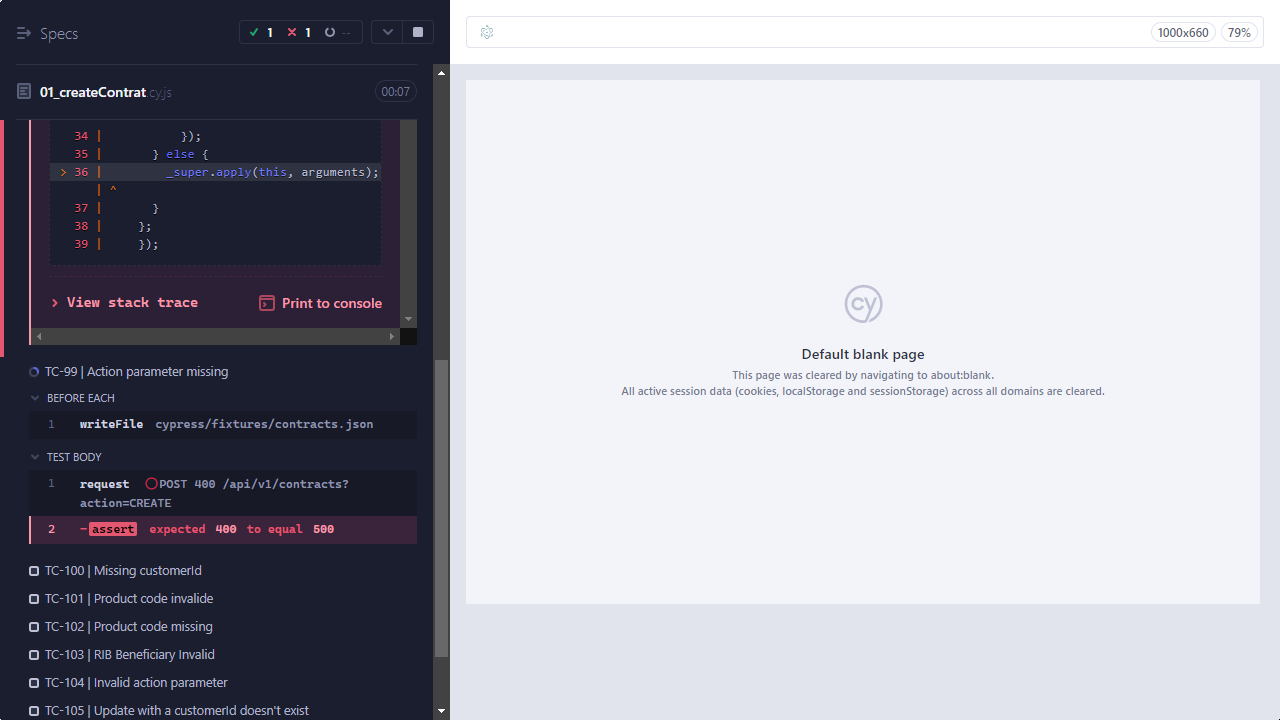 Specs
1
1
--
1000x660
79%
01_createContrat.cy.js
00:07
34 | });
35 | } else {
> 36 | _super.apply(this, arguments);
| ^
37 | }
38 | };
39 | });
> View stack trace
Print to console
TC-99 | Action parameter missing
BEFORE EACH
1 writeFile cypress/fixtures/contracts.json
TEST BODY
1 request POST 400 /api/v1/contracts?
action=CREATE
2 -assert expected 400 to equal 500
TC-100 | Missing customerId
TC-101 | Product code invalide
TC-102 | Product code missing
TC-103 | RIB Beneficiary Invalid
TC-104 | Invalid action parameter
TC-105 | Update with a customerId doesn't exist
cy
Default blank page
This page was cleared by navigating to about:blank.
All active session data (cookies, localStorage and sessionStorage) across all domains are cleared.